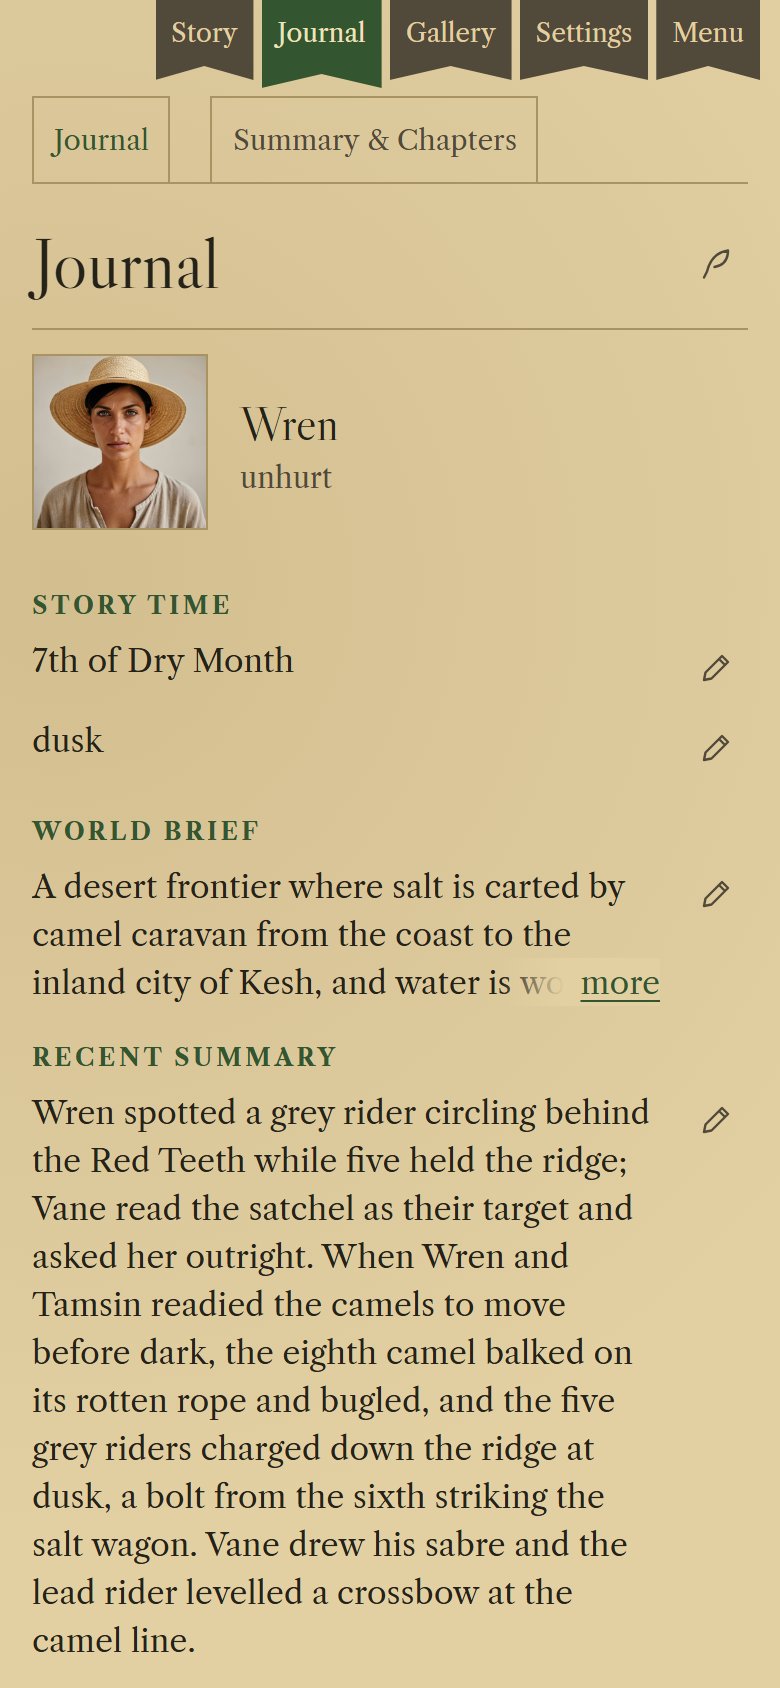 Story Journal Gallery Settings Menu
Journal Summary & Chapters
Journal
Wren
unhurt
STORY TIME
7th of Dry Month
dusk
WORLD BRIEF
A desert frontier where salt is carted by
camel caravan from the coast to the
inland city of Kesh, and water is more
RECENT SUMMARY
Wren spotted a grey rider circling behind
the Red Teeth while five held the ridge;
Vane read the satchel as their target and
asked her outright. When Wren and
Tamsin readied the camels to move
before dark, the eighth camel balked on
its rotten rope and bugled, and the five
grey riders charged down the ridge at
dusk, a bolt from the sixth striking the
salt wagon. Vane drew his sabre and the
lead rider levelled a crossbow at the
camel line.